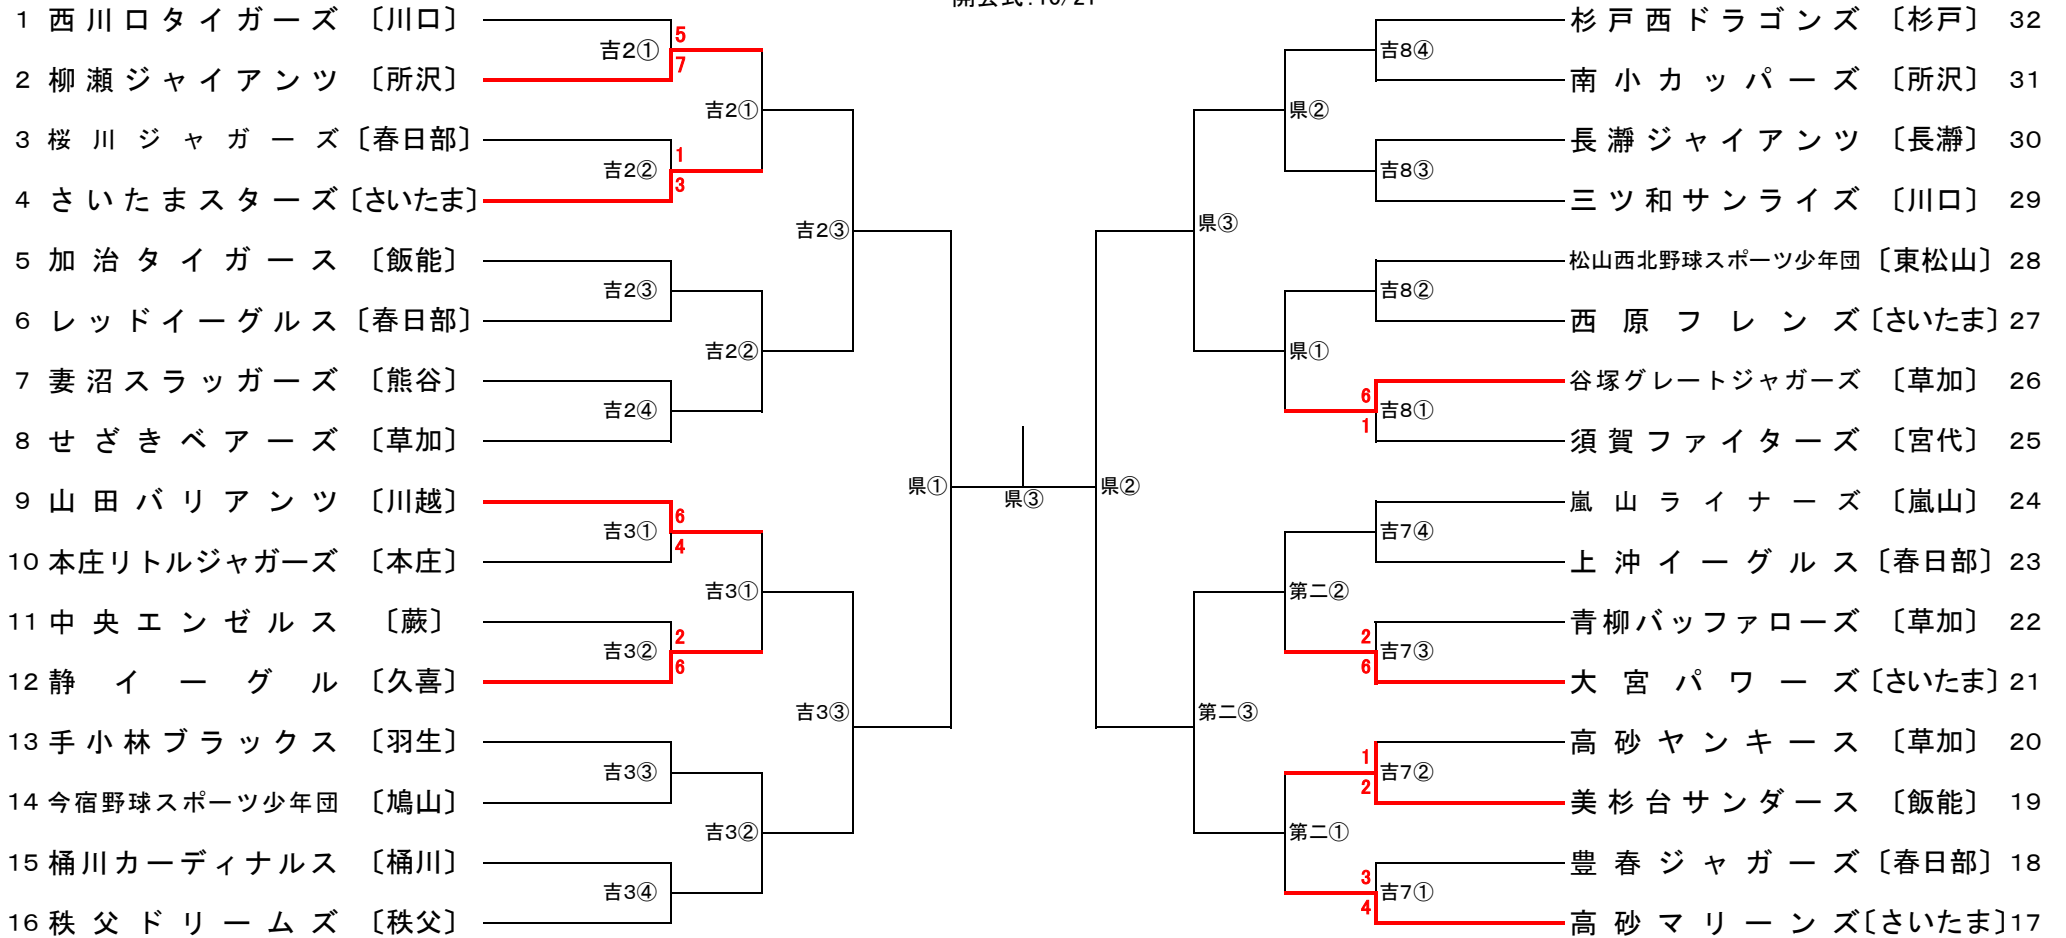 1 西川口タイガーズ 〔川口〕
2 柳瀬ジャイアンツ 〔所沢〕
3 桜川ジャガーズ 〔春日部〕
4 さいたまスターズ 〔さいたま〕
5 加治タイガース 〔飯能〕
6 レッドイーグルス 〔春日部〕
7 妻沼スラッガーズ 〔熊谷〕
8 せざきベアーズ 〔草加〕
9 山田バリアンツ 〔川越〕
10 本庄リトルジャガーズ 〔本庄〕
11 中央エンゼルス 〔蕨〕
12 静イーグル 〔久喜〕
13 手小林ブラックス 〔羽生〕
14 今宿野球スポーツ少年団 〔鳩山〕
15 桶川カーディナルス 〔桶川〕
16 秩父ドリームズ 〔秩父〕
吉2① 5 7
吉2② 1 3
吉2③
吉2④
吉3① 6 4
吉3② 2 6
吉3③
吉3④
吉2①
吉2②
吉3①
吉3②
吉2③
吉3③
県①
県③
県②
県③
第二③
県②
県①
第二②
第二①
吉8④
吉8③
吉8②
6 1 吉8①
吉7④
2 6 吉7③
1 2 吉7②
3 4 吉7①
杉戸西ドラゴンズ 〔杉戸〕 32
南小カッパーズ 〔所沢〕 31
長瀞ジャイアンツ 〔長瀞〕 30
三ツ和サンライズ 〔川口〕 29
松山西北野球スポーツ少年団 〔東松山〕 28
西原フレンズ 〔さいたま〕 27
谷塚グレートジャガーズ 〔草加〕 26
須賀ファイターズ 〔宮代〕 25
嵐山ライナーズ 〔嵐山〕 24
上沖イーグルス 〔春日部〕 23
青柳バッファローズ 〔草加〕 22
大宮パワーズ 〔さいたま〕 21
高砂ヤンキース 〔草加〕 20
美杉台サンダース 〔飯能〕 19
豊春ジャガーズ 〔春日部〕 18
高砂マリーンズ 〔さいたま〕 17